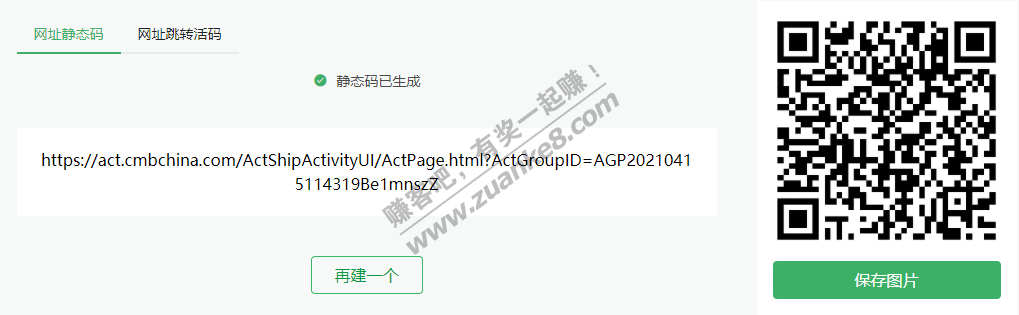 网址静态码
网址跳转活码
静态码已生成
https://act.cmbchina.com/ActShipActivityUI/ActPage.html?ActGroupID=AGP2021041
5114319Be1mnszZ
再建一个
保存图片
赚客吧，有奖一起赚！
www.zuanke8.com